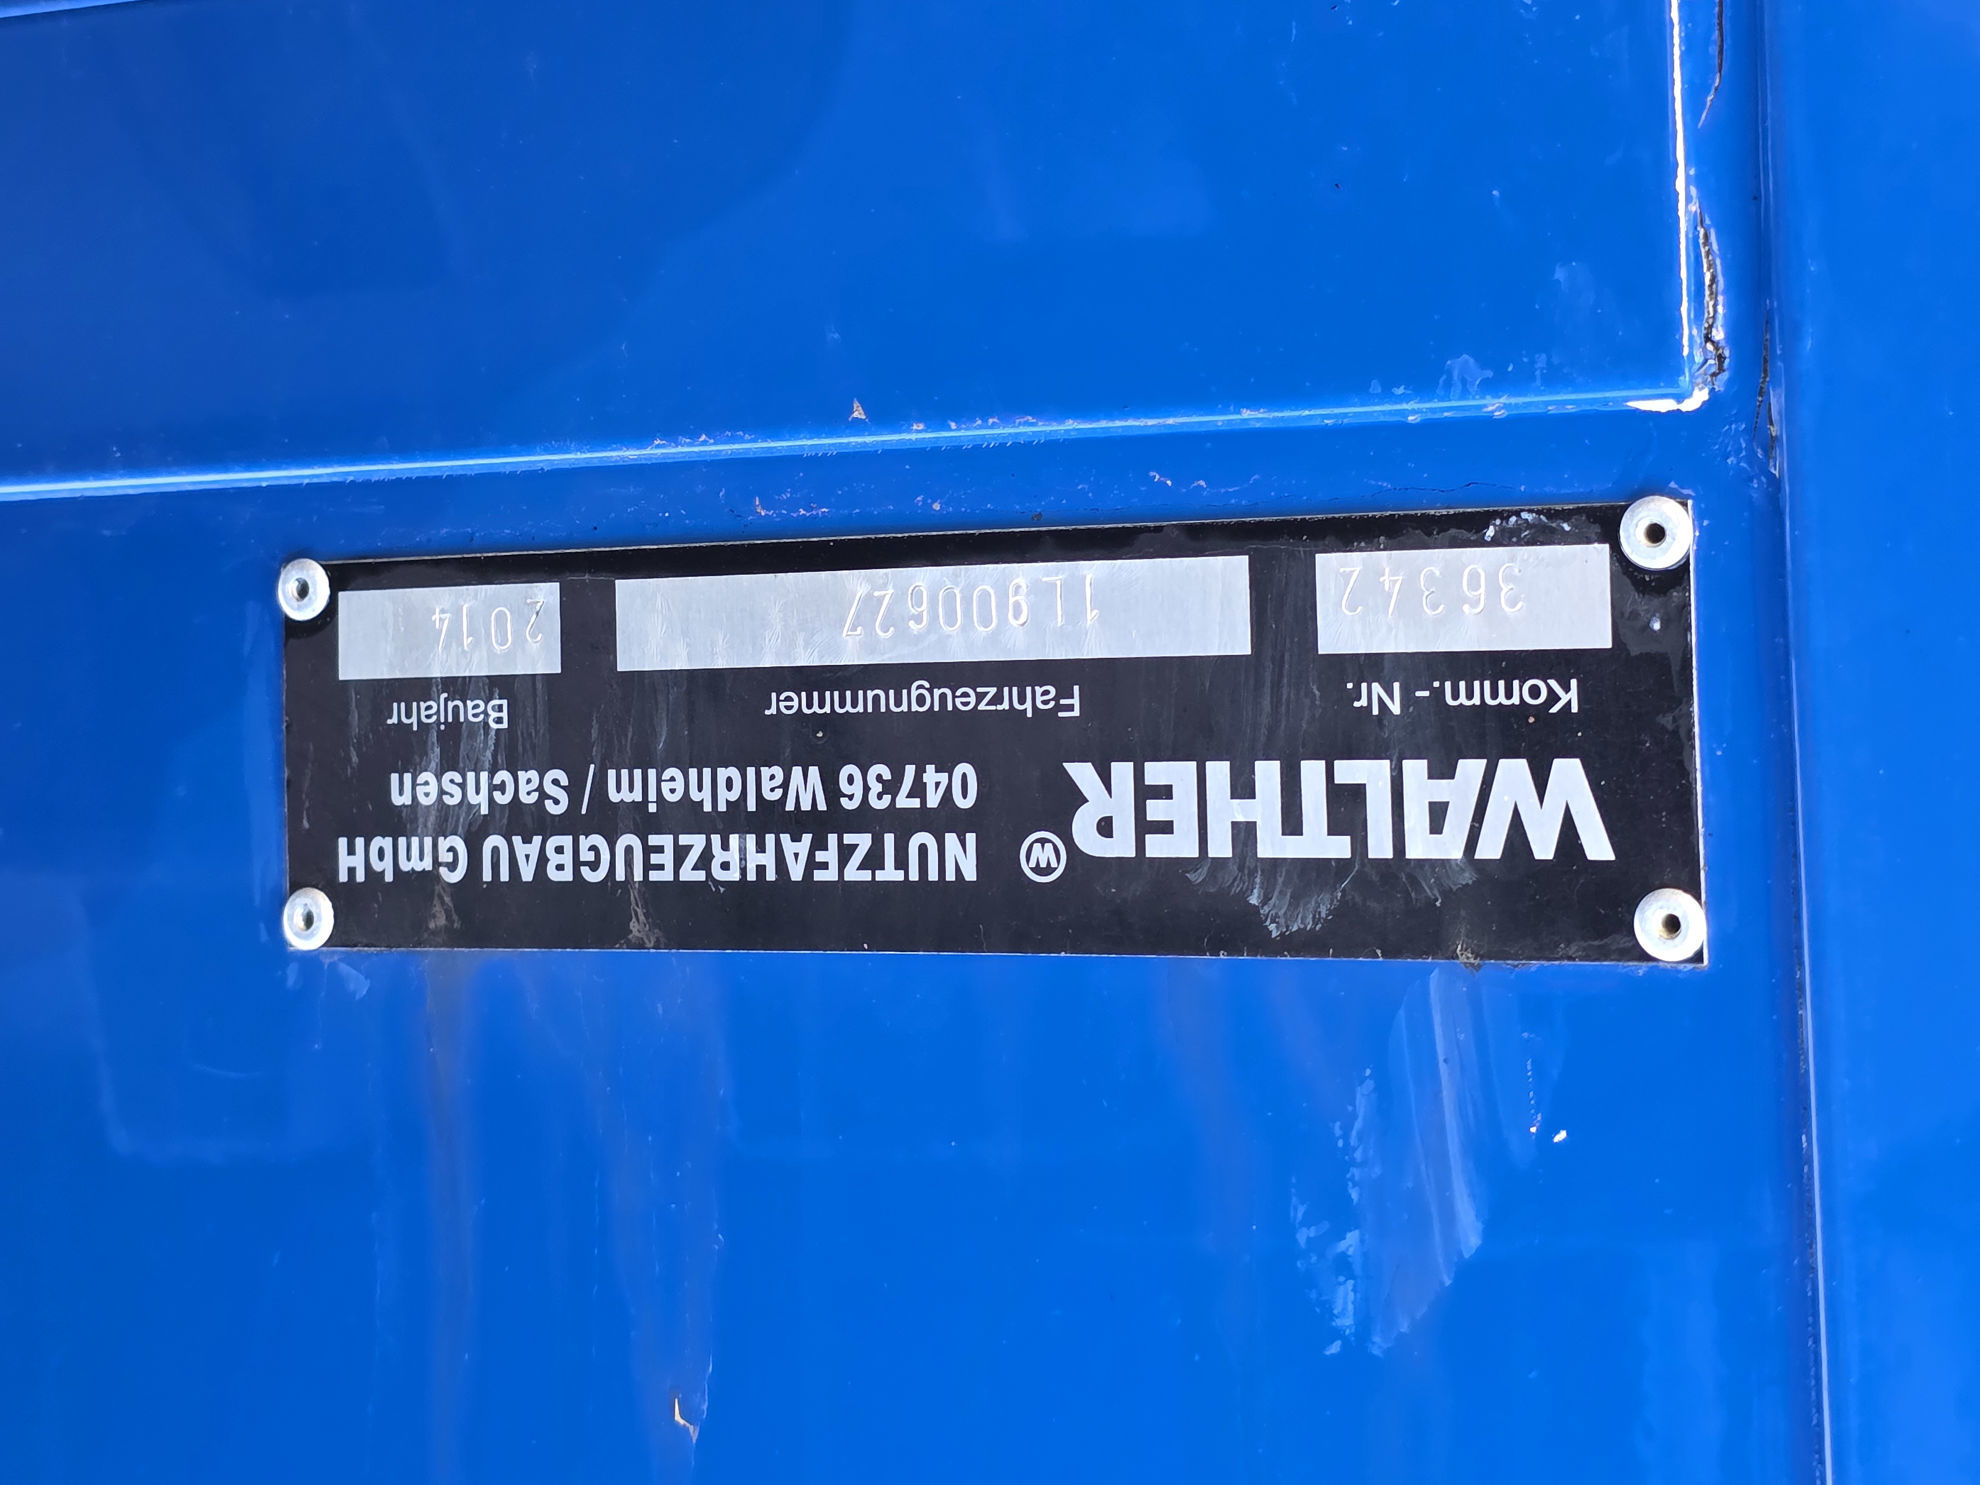 WALTHER NUTZFAHRZEUGBAU GmbH
04736 Waldheim / Sachsen
Komm.- Nr. Fahrzeugnummer Baujahr
36342 1L900627 2014